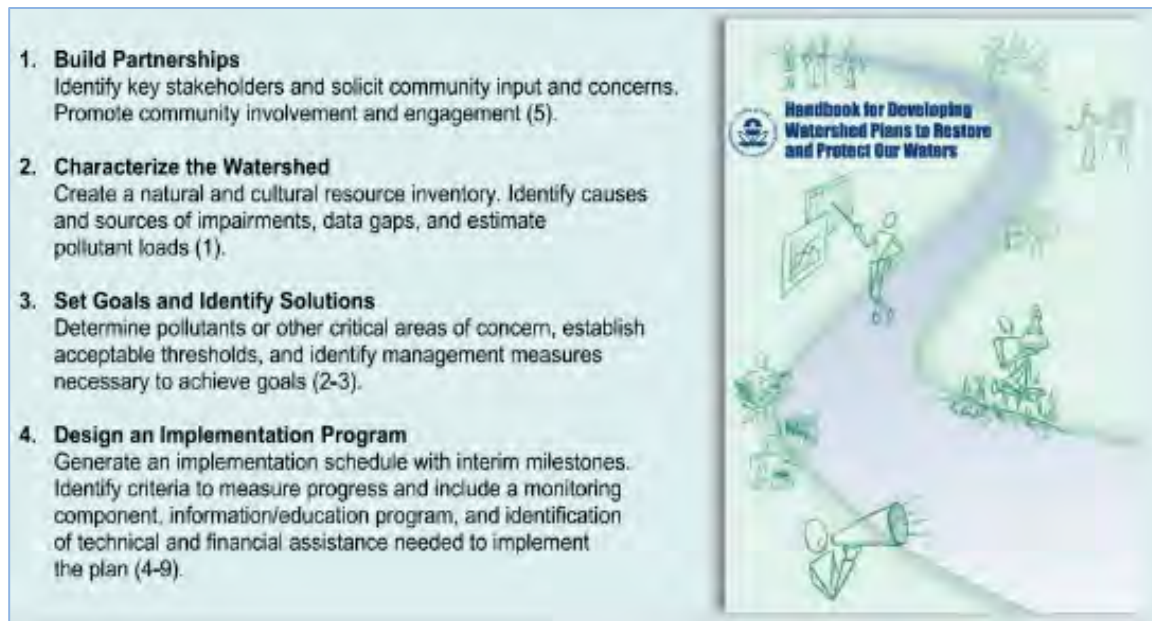 1. Build Partnerships
Identify key stakeholders and solicit community input and concerns.
Promote community involvement and engagement (5).
2. Characterize the Watershed
Create a natural and cultural resource inventory. Identify causes
and sources of impairments, data gaps, and estimate
pollutant loads (1).
3. Set Goals and Identify Solutions
Determine pollutants or other critical areas of concern, establish
acceptable thresholds, and identify management measures
necessary to achieve goals (2-3).
4. Design an Implementation Program
Generate an implementation schedule with interim milestones.
Identify criteria to measure progress and include a monitoring
component, information/education program, and identification
of technical and financial assistance needed to implement
the plan (4-9).
Handbook for Developing
Watershed Plans to Restore
and Protect Our Waters